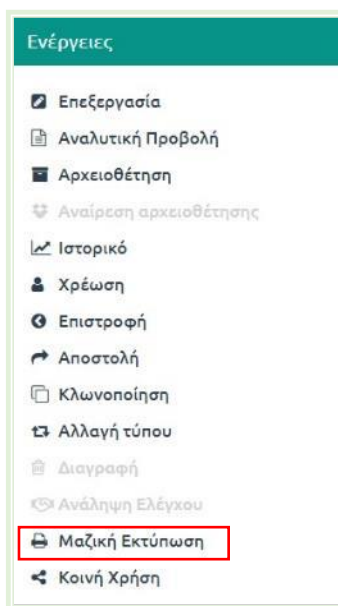 Ενέργειες
Επεξεργασία
Αναλυτική Προβολή
Αρχειοθέτηση
Αναίρεση αρχειοθέτησης
Ιστορικό
Χρέωση
Επιστροφή
Αποστολή
Κλωνοποίηση
Αλλαγή τύπου
Διαγραφή
Ανάληψη Ελέγχου
Μαζική Εκτύπωση
Κοινή Χρήση